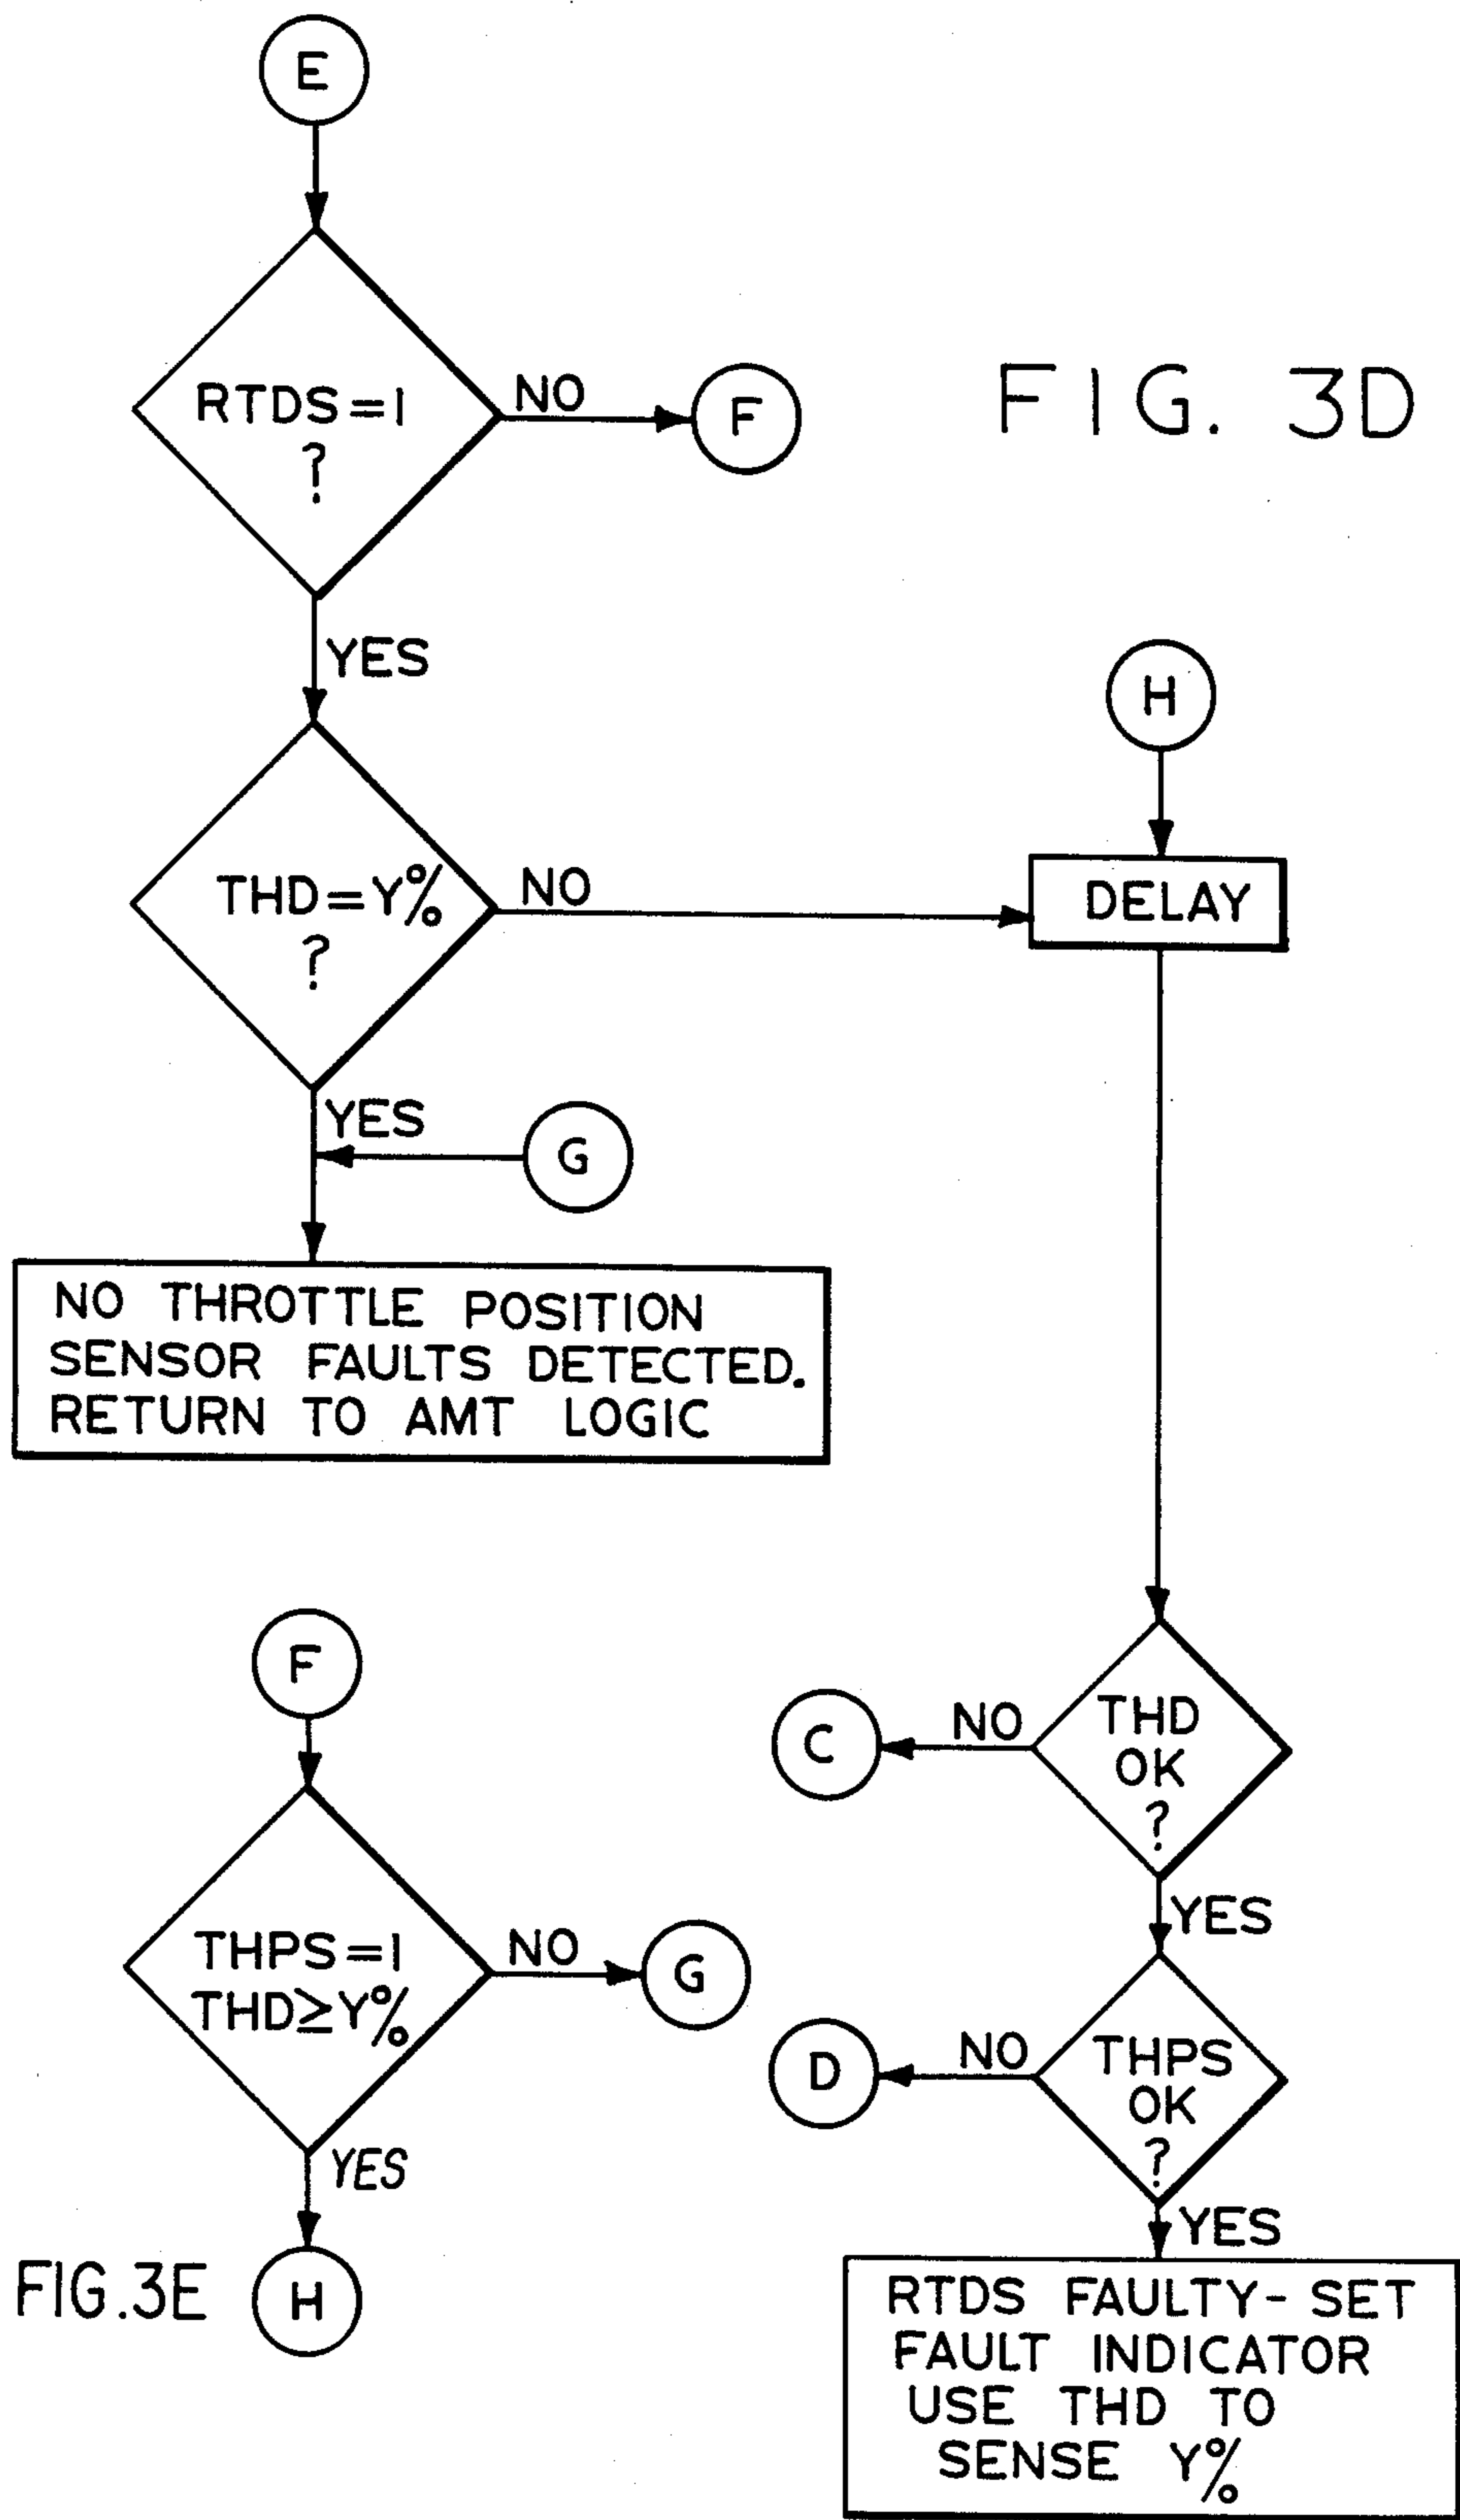 E
RTDS=1
?
NO
F
FIG. 3D
YES
H
THD=Y%
?
NO
DELAY
YES
G
NO THROTTLE POSITION
SENSOR FAULTS DETECTED.
RETURN TO AMT LOGIC
F
THD
OK
?
NO
C
YES
THPS=1
THD≥Y%
NO
G
THPS
OK
?
NO
D
YES
H
FIG.3E
YES
RTDS FAULTY-SET
FAULT INDICATOR
USE THD TO
SENSE Y%